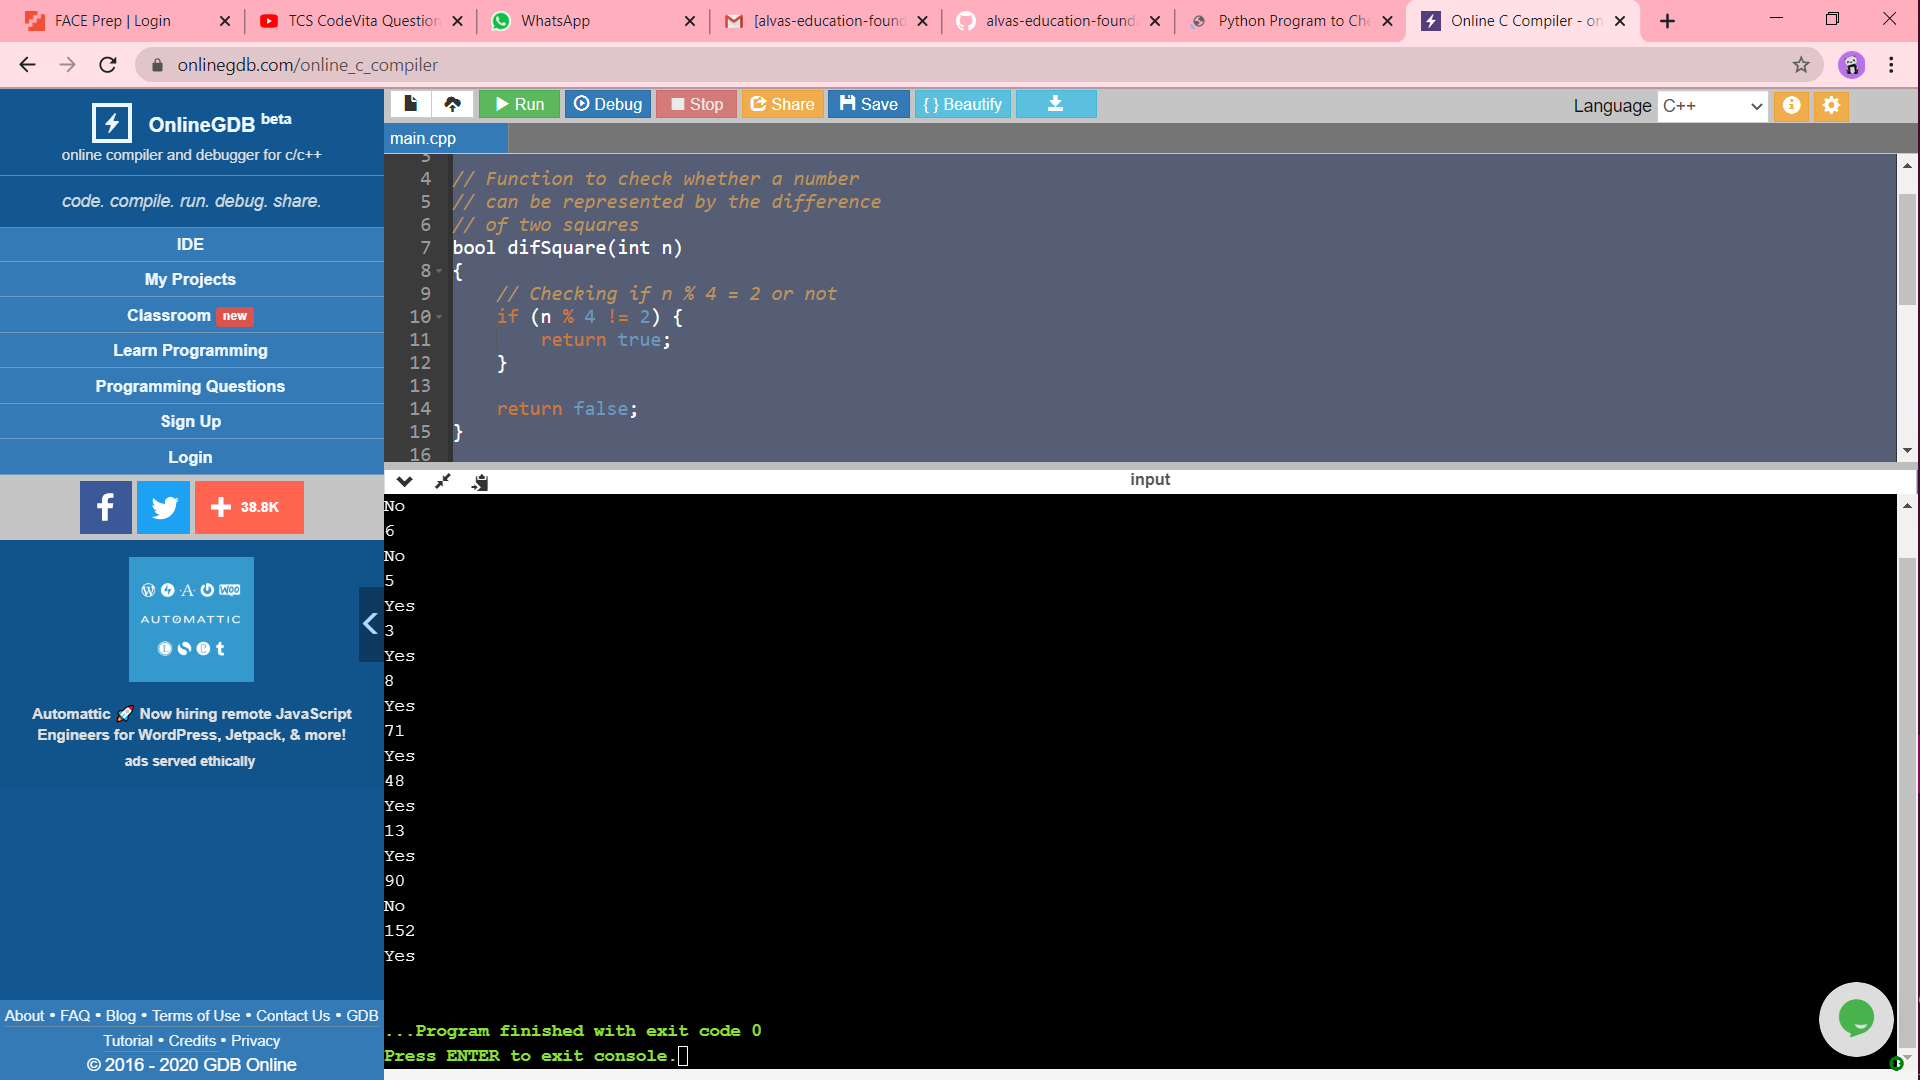 FACE Prep | Login
TCS CodeVita Question
WhatsApp
[alvas-education-found
alvas-education-found
Python Program to Che
Online C Compiler - on
onlinegdb.com/online_c_compiler
OnlineGDB beta
online compiler and debugger for c/c++
code. compile. run. debug. share.
IDE
My Projects
Classroom new
Learn Programming
Programming Questions
Sign Up
Login
38.8K
WOO
AUTOMATTIC
Automattic 🚀 Now hiring remote JavaScript
Engineers for WordPress, Jetpack, & more!
ads served ethically
About • FAQ • Blog • Terms of Use • Contact Us • GDB
Tutorial • Credits • Privacy
© 2016 - 2020 GDB Online
Run Debug Stop Share Save {} Beautify
Language C++
main.cpp
3
4 // Function to check whether a number
5 // can be represented by the difference
6 // of two squares
7 bool difSquare(int n)
8 {
9 // Checking if n % 4 = 2 or not
10 if (n % 4 != 2) {
11 return true;
12 }
13
14 return false;
15 }
16
input
No
6
No
5
Yes
3
Yes
8
Yes
71
Yes
48
Yes
13
Yes
90
No
152
Yes
...Program finished with exit code 0
Press ENTER to exit console.